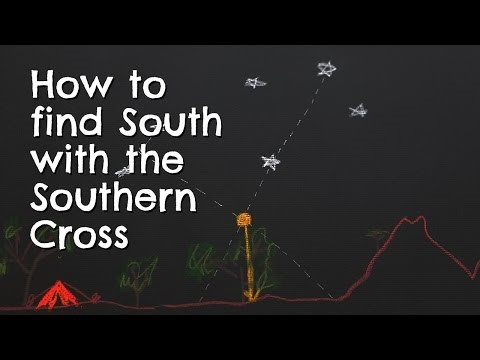 How to
find South
with the
Southern
Cross